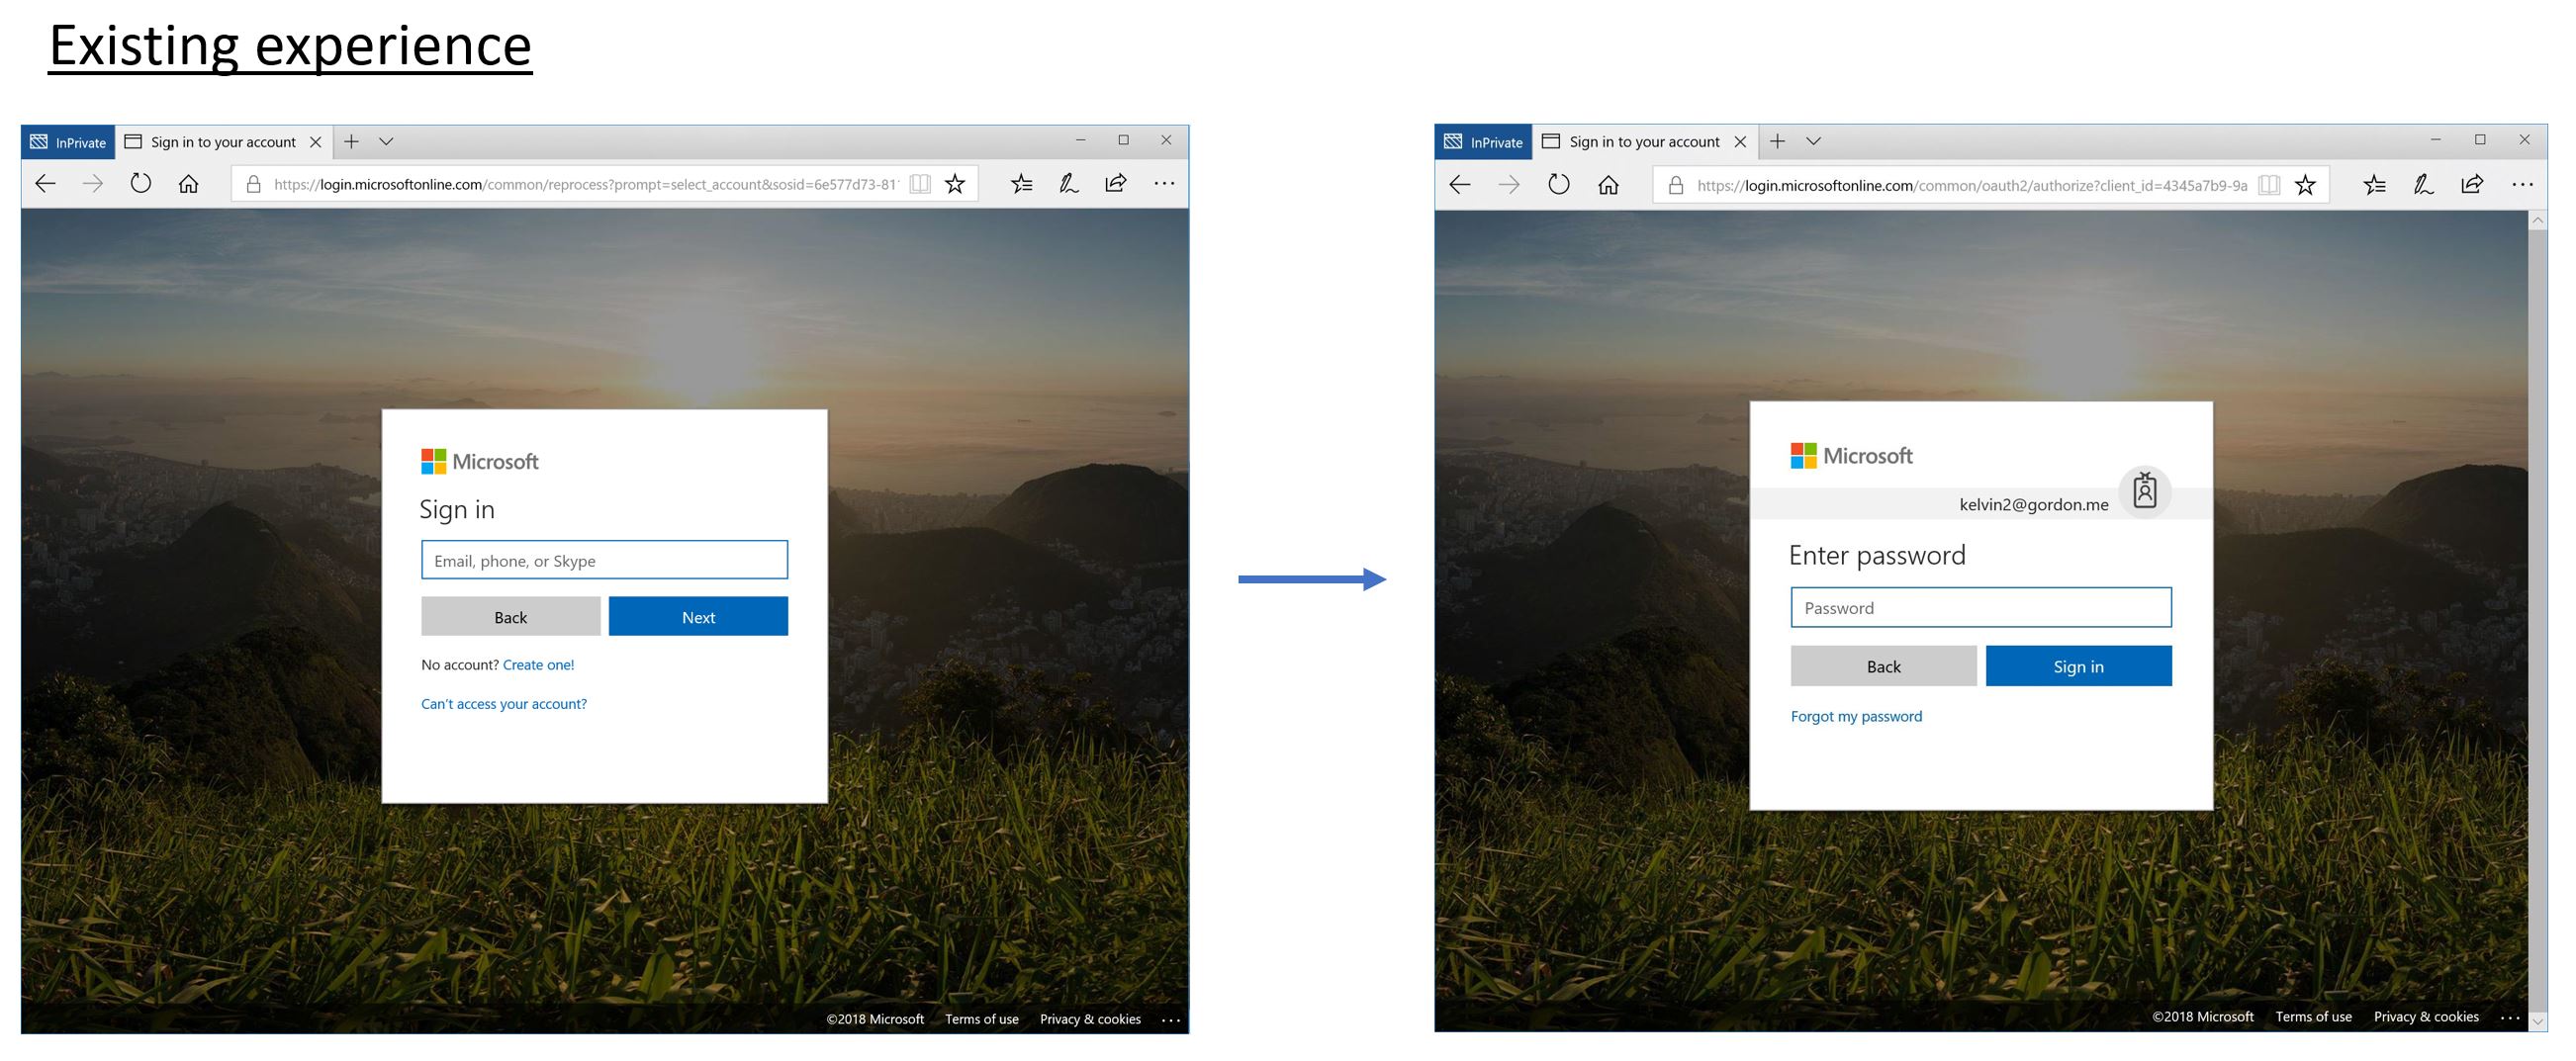 Existing experience
InPrivate
Sign in to your account
https://login.microsoftonline.com/common/reprocess?prompt=select_account&sosid=6e577d73-81
Microsoft
Sign in
Email, phone, or Skype
Back
Next
No account? Create one!
Can't access your account?
©2018 Microsoft Terms of use Privacy & cookies ...
InPrivate
Sign in to your account
https://login.microsoftonline.com/common/oauth2/authorize?client_id=4345a7b9-9a
Microsoft
kelvin2@gordon.me
Enter password
Password
Back
Sign in
Forgot my password
©2018 Microsoft Terms of use Privacy & cookies ...